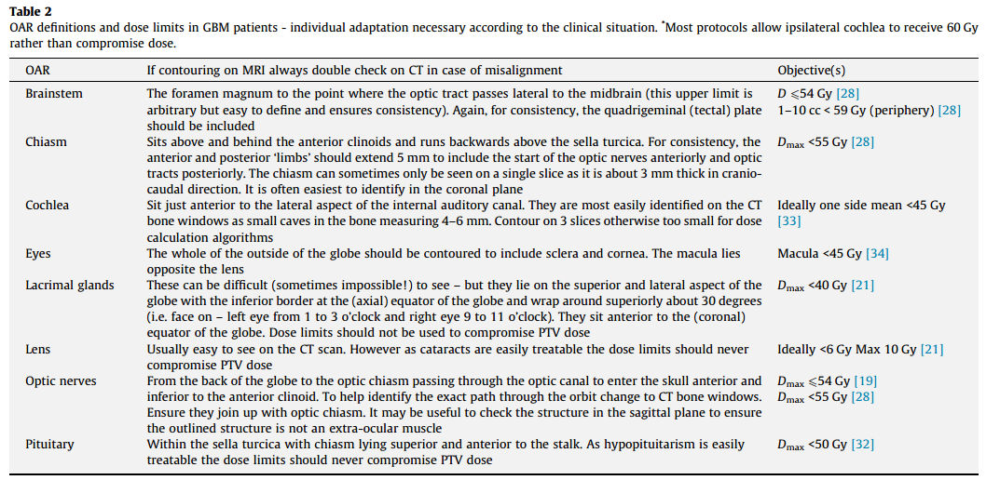 Table 2
OAR definitions and dose limits in GBM patients - individual adaptation necessary according to the clinical situation. *Most protocols allow ipsilateral cochlea to receive 60 Gy
rather than compromise dose.
OAR If contouring on MRI always double check on CT in case of misalignment Objective(s)
Brainstem The foramen magnum to the point where the optic tract passes lateral to the midbrain (this upper limit is D ⩽54 Gy [28]
arbitrary but easy to define and ensures consistency). Again, for consistency, the quadrigeminal (tectal) plate 1–10 cc < 59 Gy (periphery) [28]
should be included
Chiasm Sits above and behind the anterior clinoids and runs backwards above the sella turcica. For consistency, the Dmax <55 Gy [28]
anterior and posterior ‘limbs’ should extend 5 mm to include the start of the optic nerves anteriorly and optic
tracts posteriorly. The chiasm can sometimes only be seen on a single slice as it is about 3 mm thick in cranio-
caudal direction. It is often easiest to identify in the coronal plane
Cochlea Sit just anterior to the lateral aspect of the internal auditory canal. They are most easily identified on the CT Ideally one side mean <45 Gy
bone windows as small caves in the bone measuring 4–6 mm. Contour on 3 slices otherwise too small for dose [33]
calculation algorithms
Eyes The whole of the outside of the globe should be contoured to include sclera and cornea. The macula lies Macula <45 Gy [34]
opposite the lens
Lacrimal glands These can be difficult (sometimes impossible!) to see – but they lie on the superior and lateral aspect of the Dmax <40 Gy [21]
globe with the inferior border at the (axial) equator of the globe and wrap around superiorly about 30 degrees
(i.e. face on – left eye from 1 to 3 o’clock and right eye 9 to 11 o’clock). They sit anterior to the (coronal)
equator of the globe. Dose limits should not be used to compromise PTV dose
Lens Usually easy to see on the CT scan. However as cataracts are easily treatable the dose limits should never Ideally <6 Gy Max 10 Gy [21]
compromise PTV dose
Optic nerves From the back of the globe to the optic chiasm passing through the optic canal to enter the skull anterior and Dmax ⩽54 Gy [19]
inferior to the anterior clinoid. To help identify the exact path through the orbit change to CT bone windows. Dmax <55 Gy [28]
Ensure they join up with optic chiasm. It may be useful to check the structure in the sagittal plane to ensure
the outlined structure is not an extra-ocular muscle
Pituitary Within the sella turcica with chiasm lying superior and anterior to the stalk. As hypopituitarism is easily Dmax <50 Gy [32]
treatable the dose limits should never compromise PTV dose